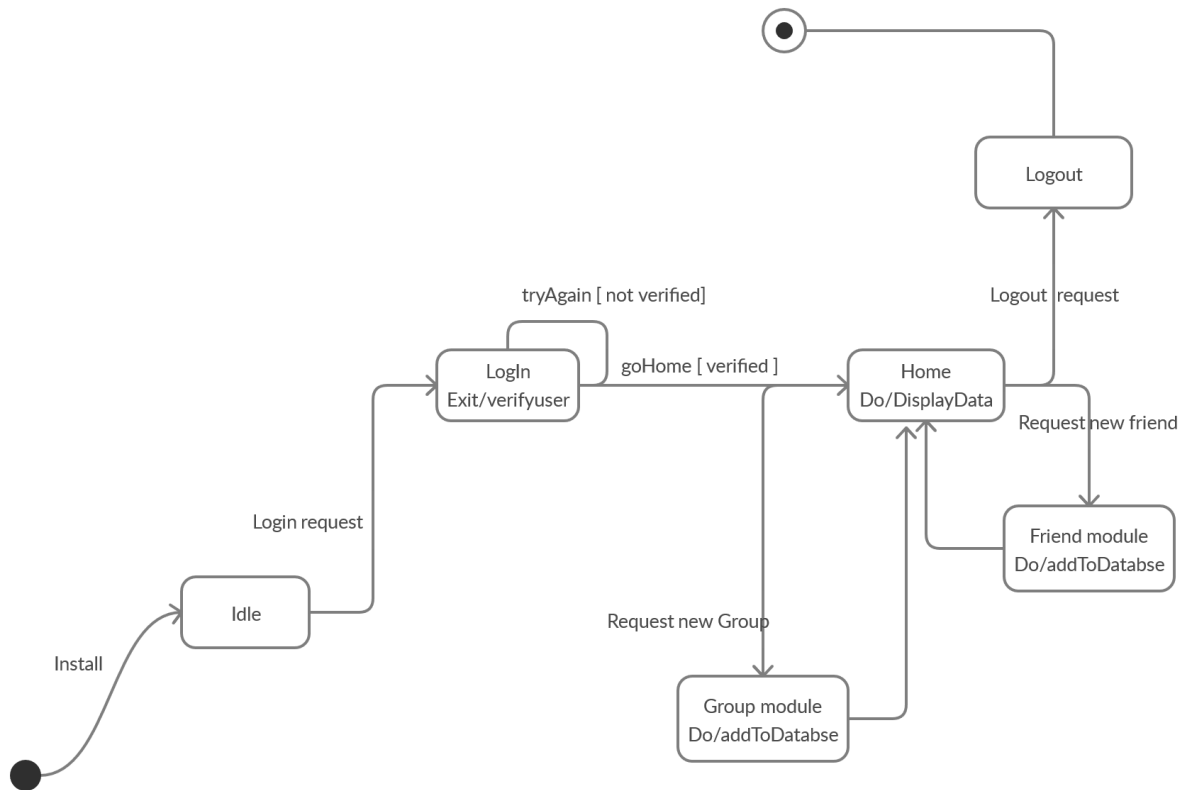 Logout
Logout request
tryAgain [ not verified]
goHome [ verified ]
LogIn
Exit/verifyuser
Home
Do/DisplayData
Request new friend
Login request
Friend module
Do/addToDatabse
Idle
Request new Group
Install
Group module
Do/addToDatabse